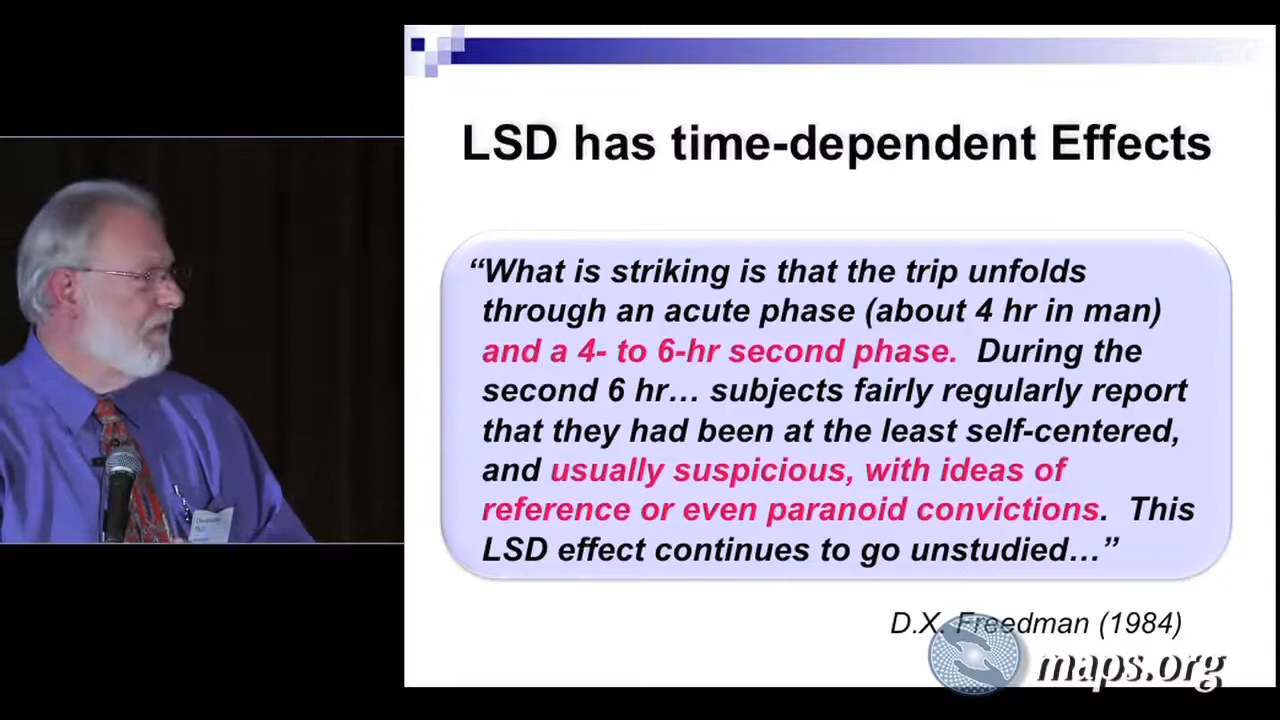 LSD has time-dependent Effects
“What is striking is that the trip unfolds
through an acute phase (about 4 hr in man)
and a 4- to 6-hr second phase.  During the
second 6 hr… subjects fairly regularly report
that they had been at the least self-centered,
and usually suspicious, with ideas of
reference or even paranoid convictions.  This
LSD effect continues to go unstudied…”
D.X. Freedman (1984)
maps.org